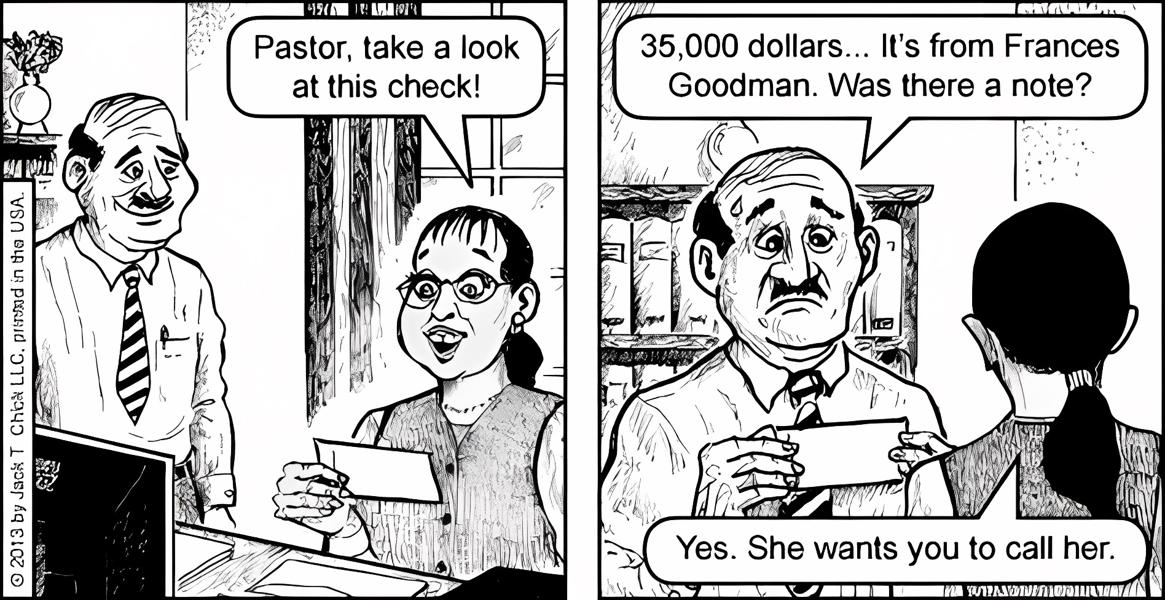 Pastor, take a look
at this check!
35,000 dollars... It's from Frances
Goodman. Was there a note?
Yes. She wants you to call her.
© 2013 by Jack T Chick LLC. printed in the USA.